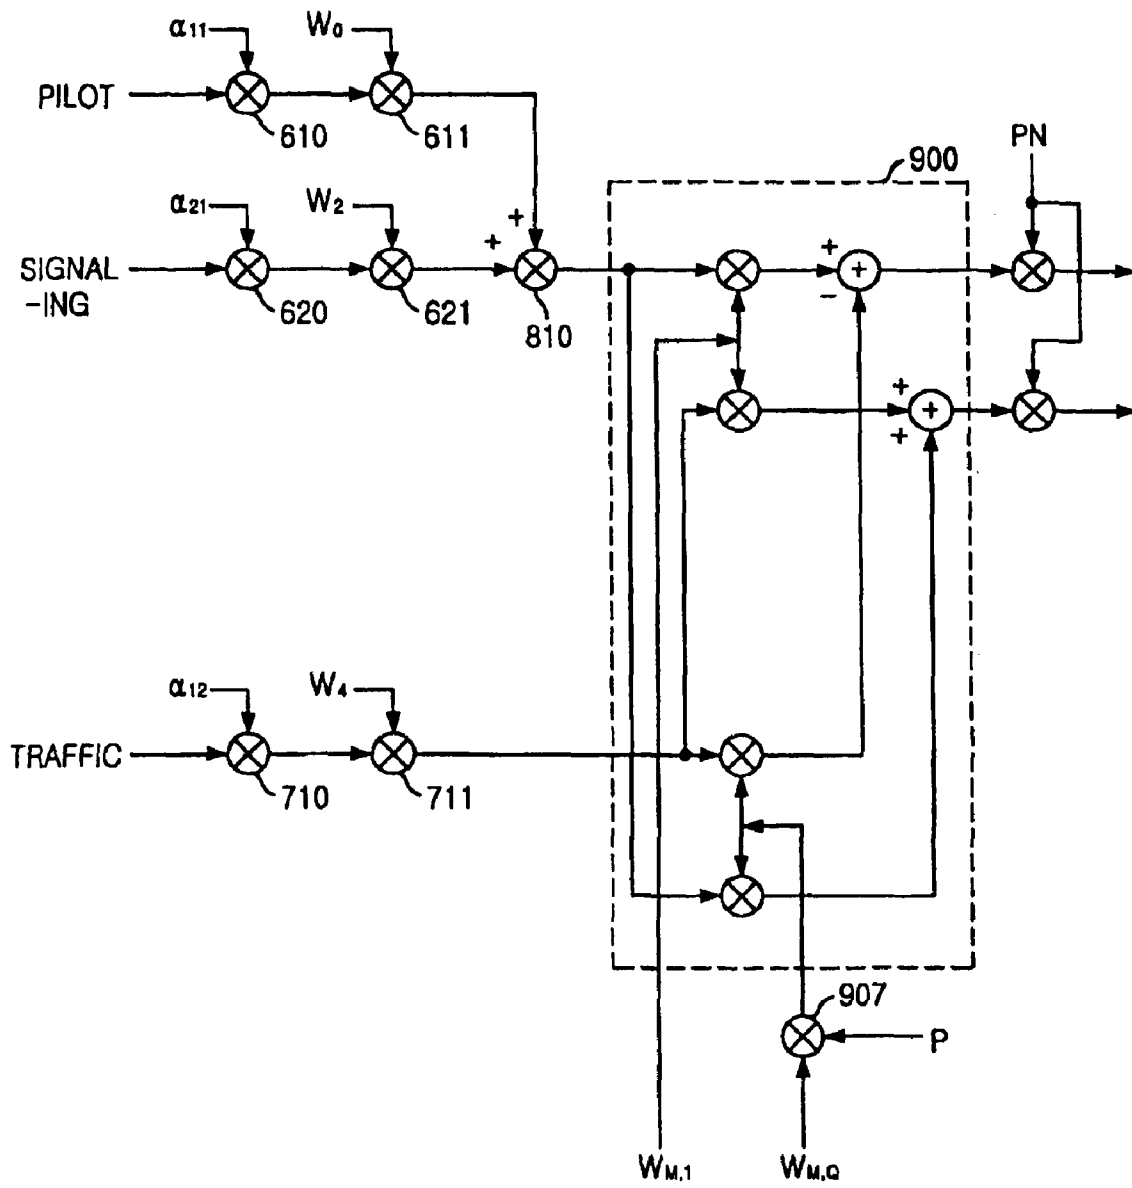 α11 W0
PILOT
610 611
PN
900
α21 W2
+
+
SIGNAL
-ING
620 621 810
+
-
+
+
+
+
α12 W4
TRAFFIC
710 711
907
P
WM,1 WM,Q